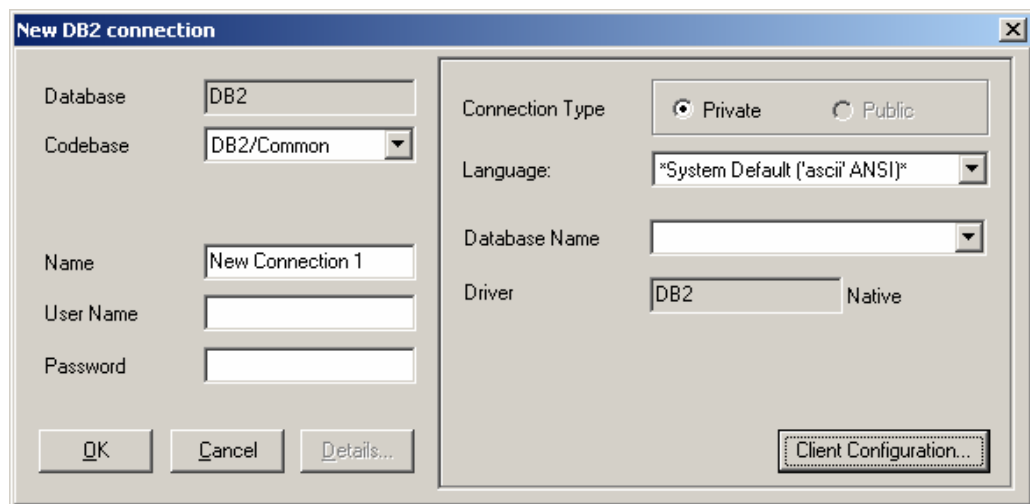 New DB2 connection
Database
DB2
Codebase
DB2/Common
Name
New Connection 1
User Name
Password
OK
Cancel
Details...
Connection Type
Private
Public
Language:
*System Default ('ascii' ANSI)*
Database Name
Driver
DB2
Native
Client Configuration...